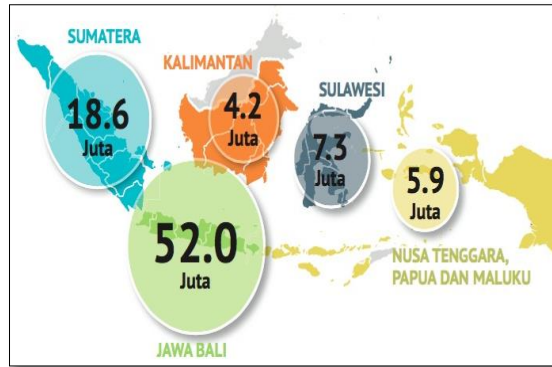 SUMATERA
18.6
Juta
KALIMANTAN
4.2
Juta
SULAWESI
7.3
Juta
5.9
Juta
NUSA TENGGARA,
PAPUA DAN MALUKU
52.0
Juta
JAWA BALI